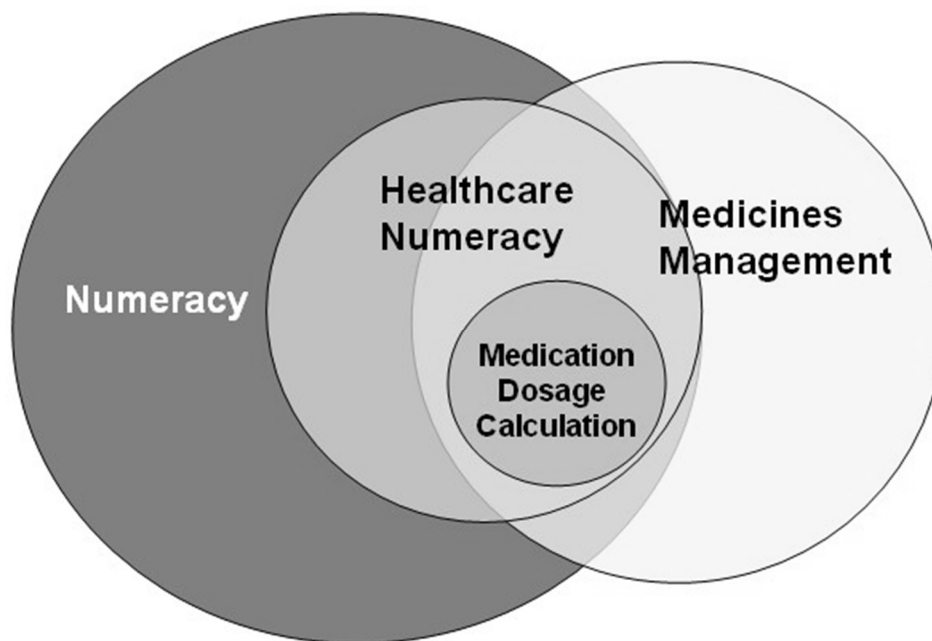 Numeracy
Healthcare
Numeracy
Medicines
Management
Medication
Dosage
Calculation